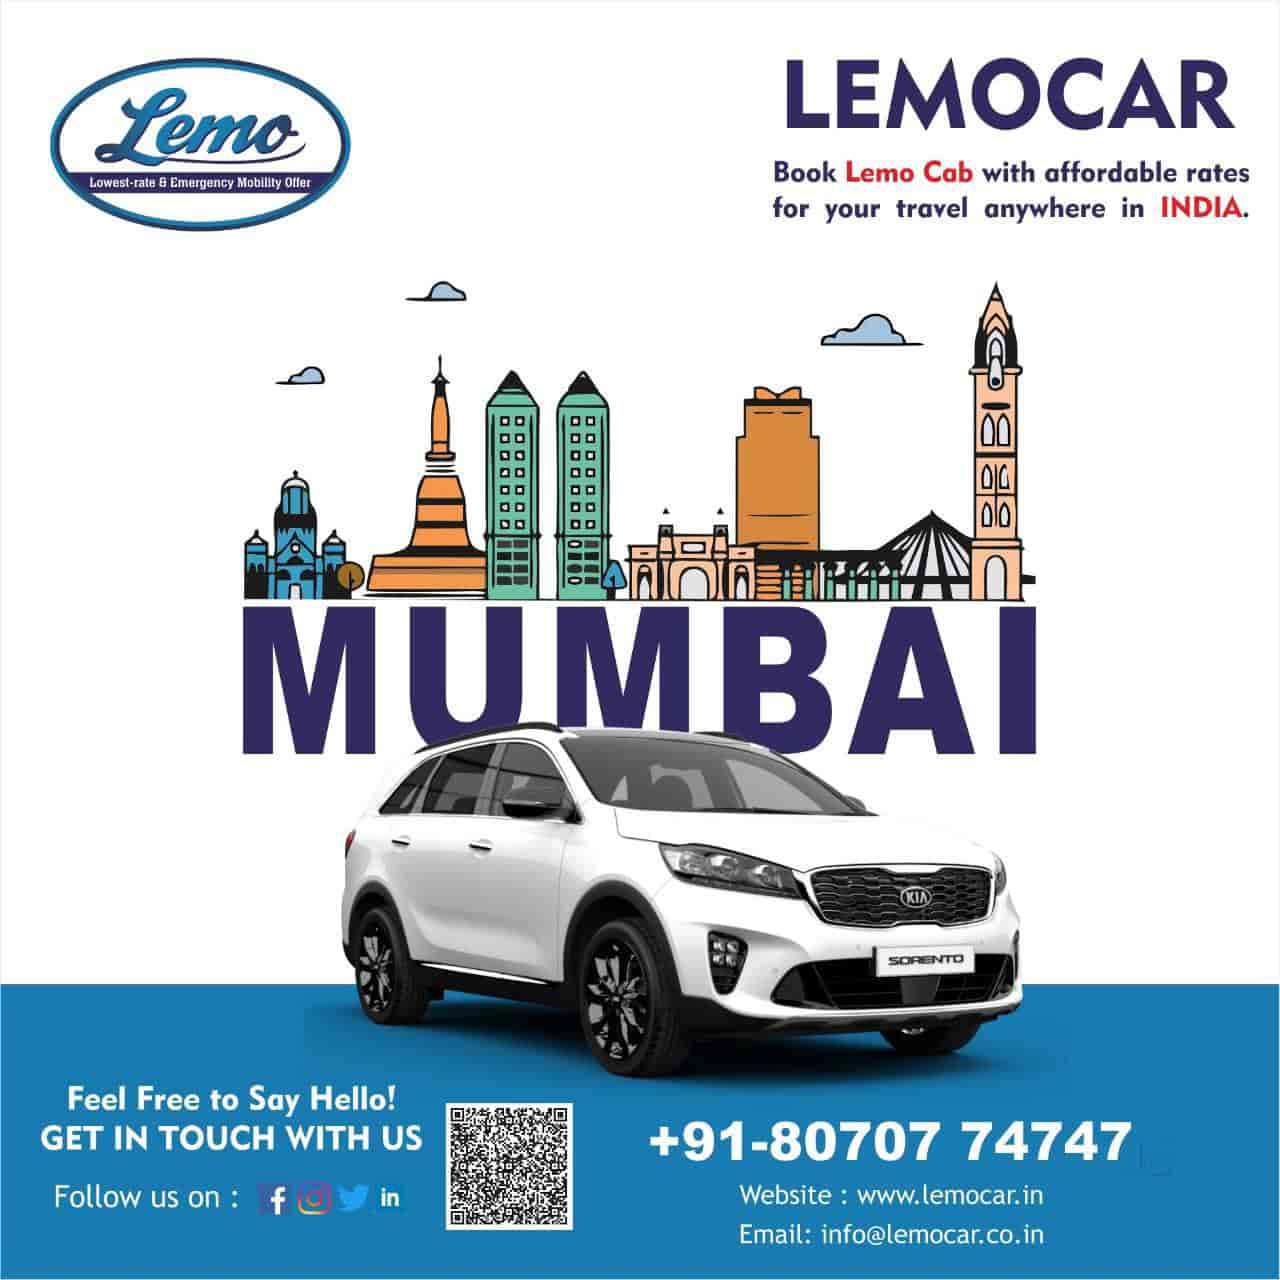 Lemo
Lowest-rate & Emergency Mobility Offer
LEMOCAR
Book Lemo Cab with affordable rates
for your travel anywhere in INDIA.
MUMBAI
KIA
SORENTO
Feel Free to Say Hello!
GET IN TOUCH WITH US
Follow us on :
+91-80707 74747
Website : www.lemocar.in
Email: info@lemocar.co.in